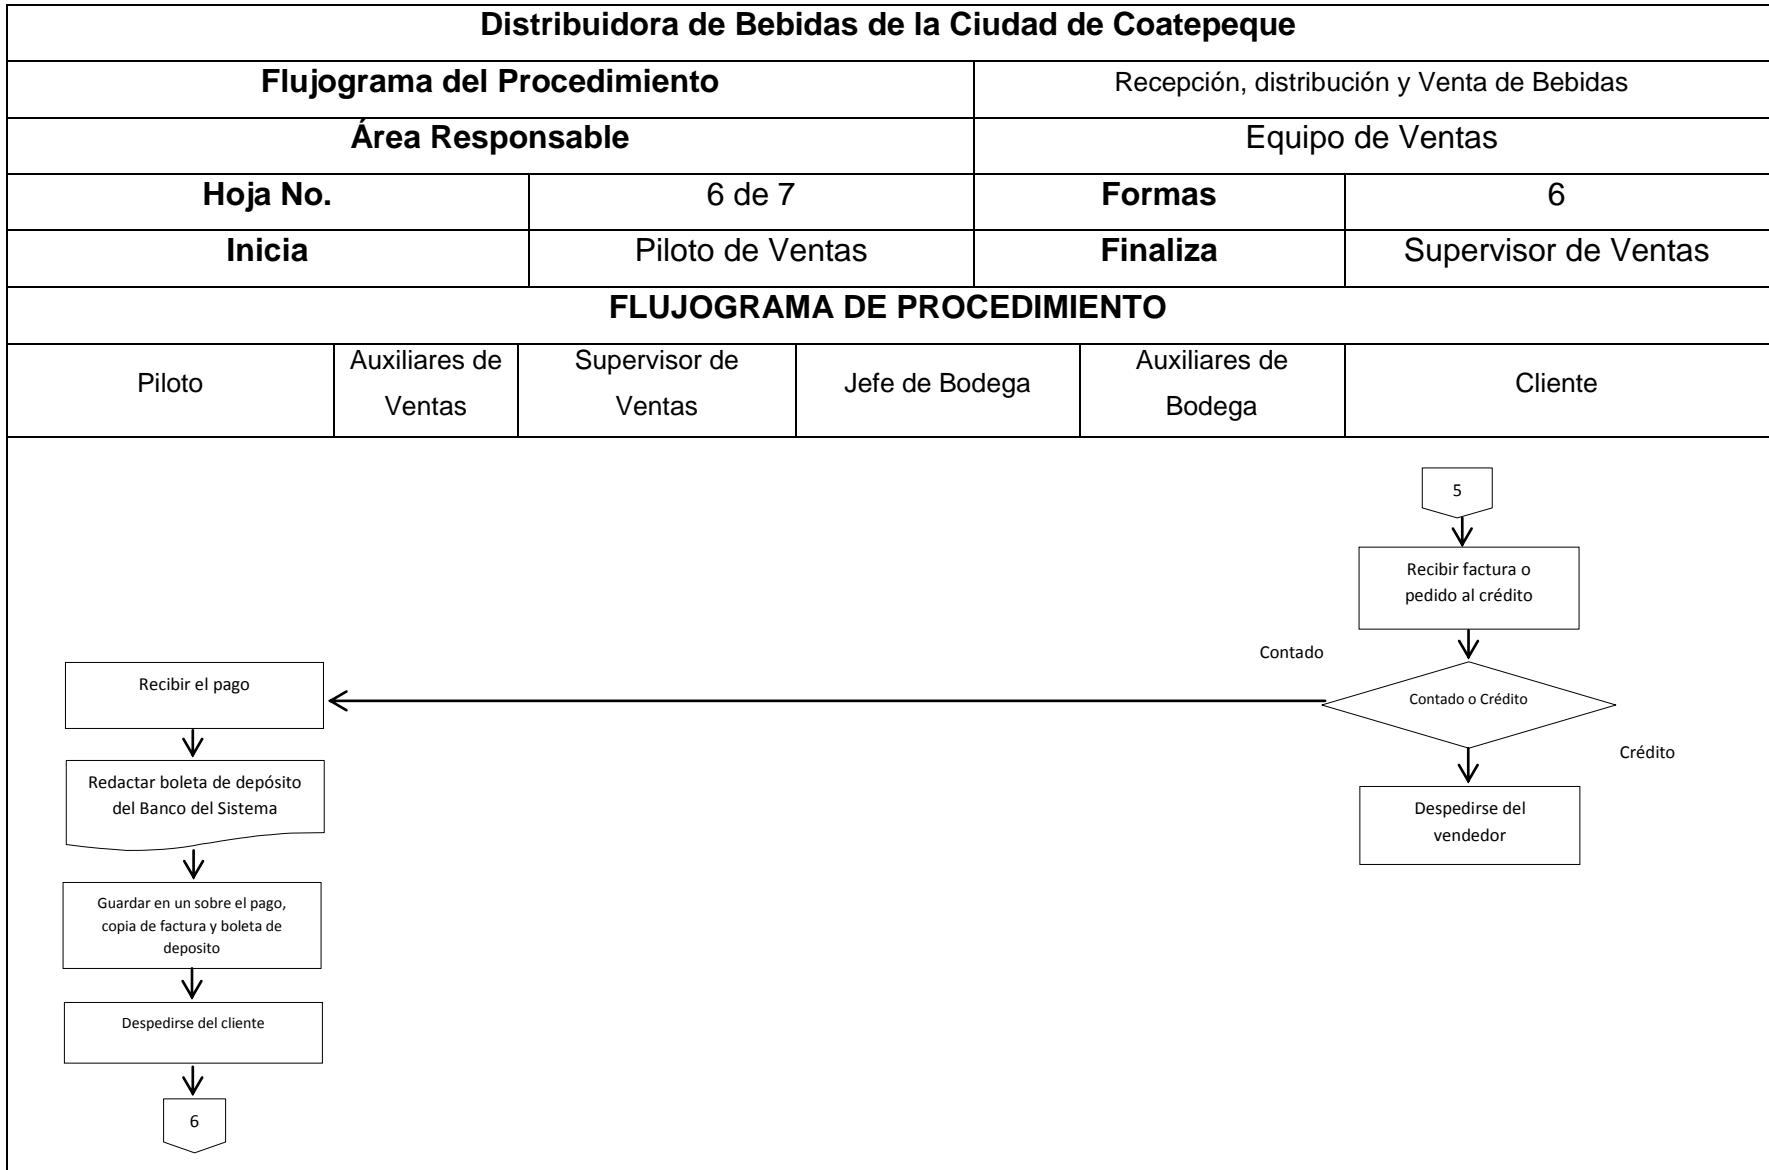 Distribuidora de Bebidas de la Ciudad de Coatepeque
Flujograma del Procedimiento
Recepción, distribución y Venta de Bebidas
Área Responsable
Equipo de Ventas
Hoja No.
6 de 7
Formas
6
Inicia
Piloto de Ventas
Finaliza
Supervisor de Ventas
FLUJOGRAMA DE PROCEDIMIENTO
Piloto
Auxiliares de
Ventas
Supervisor de
Ventas
Jefe de Bodega
Auxiliares de
Bodega
Cliente
5
Recibir factura o
pedido al crédito
Contado
Contado o Crédito
Crédito
Despedirse del
vendedor
Recibir el pago
Redactar boleta de depósito
del Banco del Sistema
Guardar en un sobre el pago,
copia de factura y boleta de
deposito
Despedirse del cliente
6